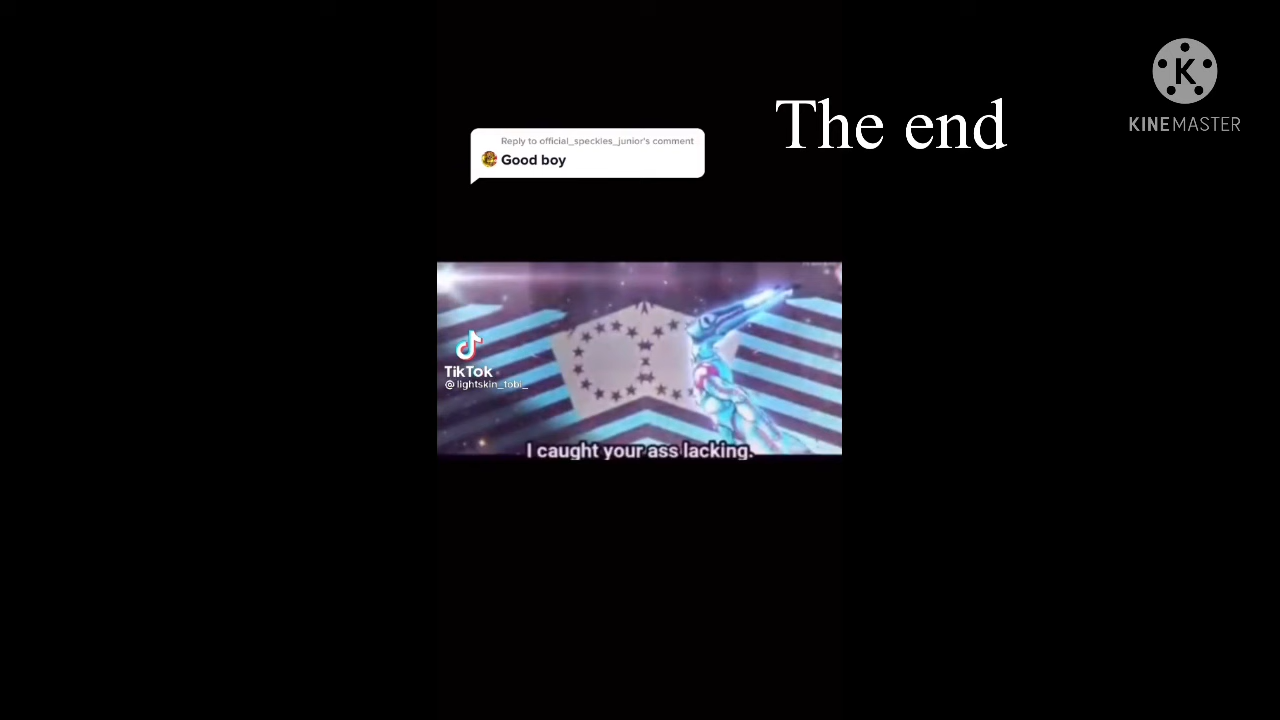 The end
KINEMASTER
Reply to official_speckles_junior's comment
Good boy
TikTok
@lightskin_tobi_
I caught your ass lacking.